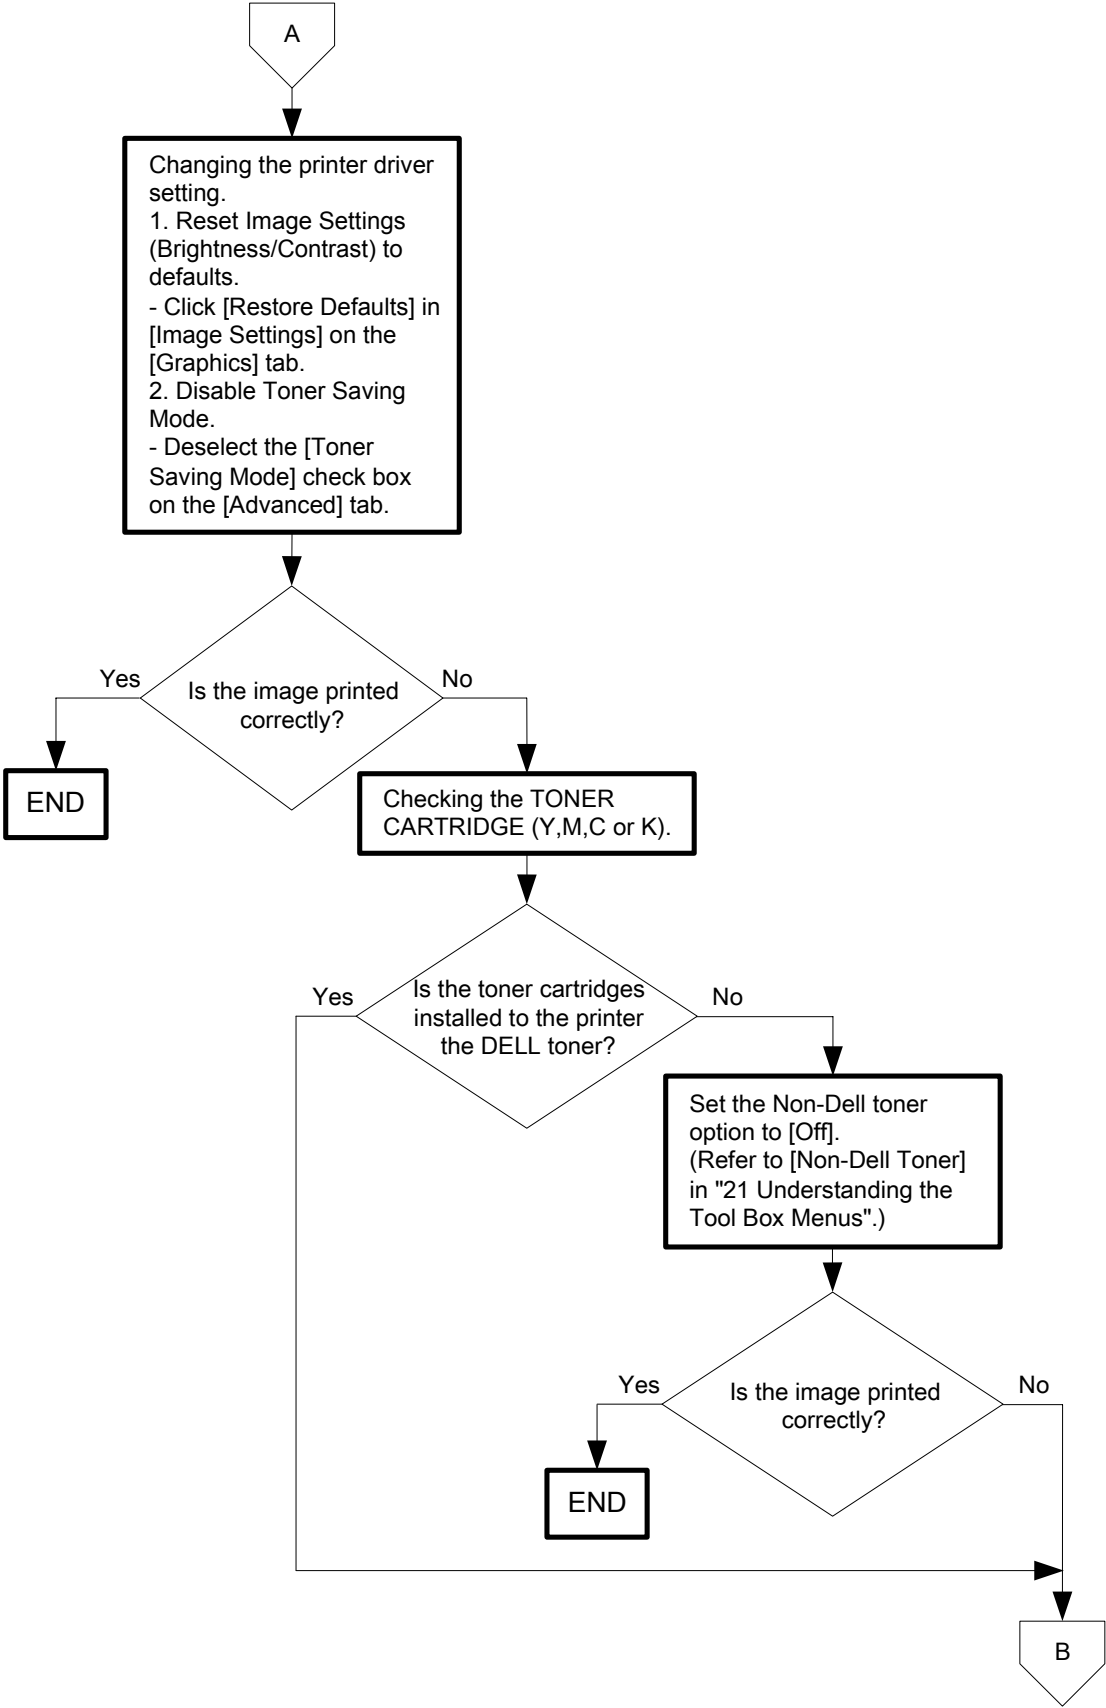 A
Changing the printer driver
setting.
1. Reset Image Settings
(Brightness/Contrast) to
defaults.
- Click [Restore Defaults] in
[Image Settings] on the
[Graphics] tab.
2. Disable Toner Saving
Mode.
- Deselect the [Toner
Saving Mode] check box
on the [Advanced] tab.
Yes
No
Is the image printed
correctly?
END
Checking the TONER
CARTRIDGE (Y,M,C or K).
Yes
No
Is the toner cartridges
installed to the printer
the DELL toner?
Set the Non-Dell toner
option to [Off].
(Refer to [Non-Dell Toner]
in "21 Understanding the
Tool Box Menus".)
Yes
No
Is the image printed
correctly?
END
B